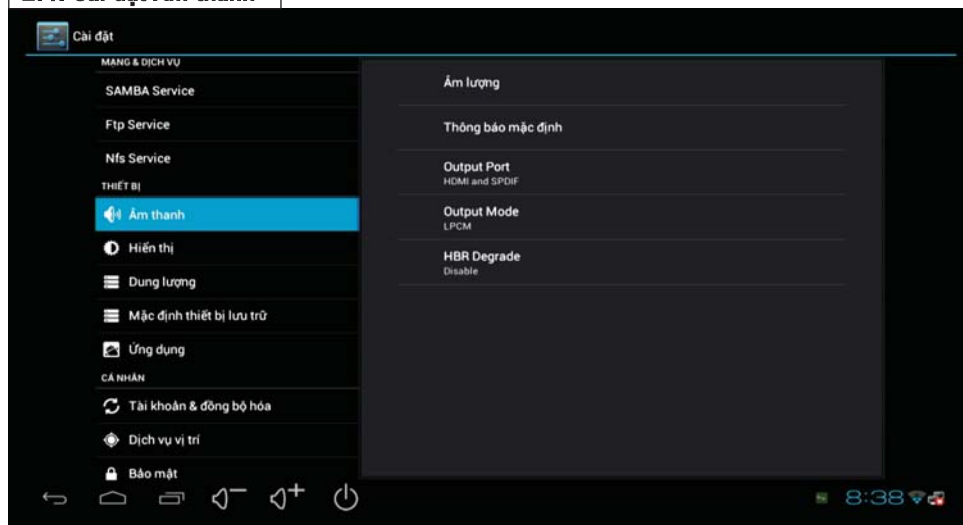 Cài đặt
MẠNG & DỊCH VỤ
SAMBA Service
Ftp Service
Nfs Service
THIẾT BỊ
Âm thanh
Hiển thị
Dung lượng
Mặc định thiết bị lưu trữ
Ứng dụng
CÁ NHÂN
Tài khoản & đồng bộ hóa
Dịch vụ vị trí
Bảo mật
Âm lượng
Thông báo mặc định
Output Port
HDMI and SPDIF
Output Mode
LPCM
HBR Degrade
Disable
8:38